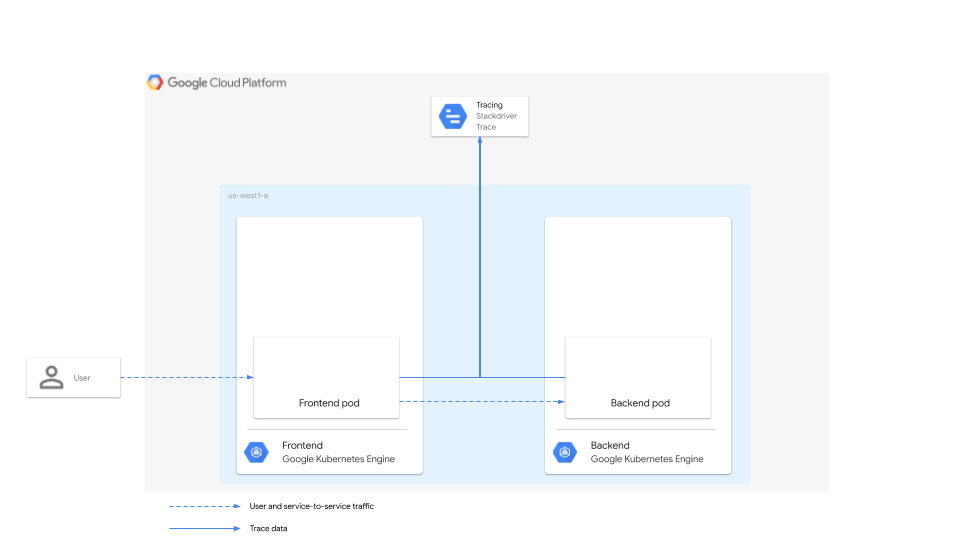 Google Cloud Platform
Tracing
Stackdriver
Trace
us-west1-a
User
Frontend pod
Backend pod
Frontend
Google Kubernetes Engine
Backend
Google Kubernetes Engine
User and service-to-service traffic
Trace data